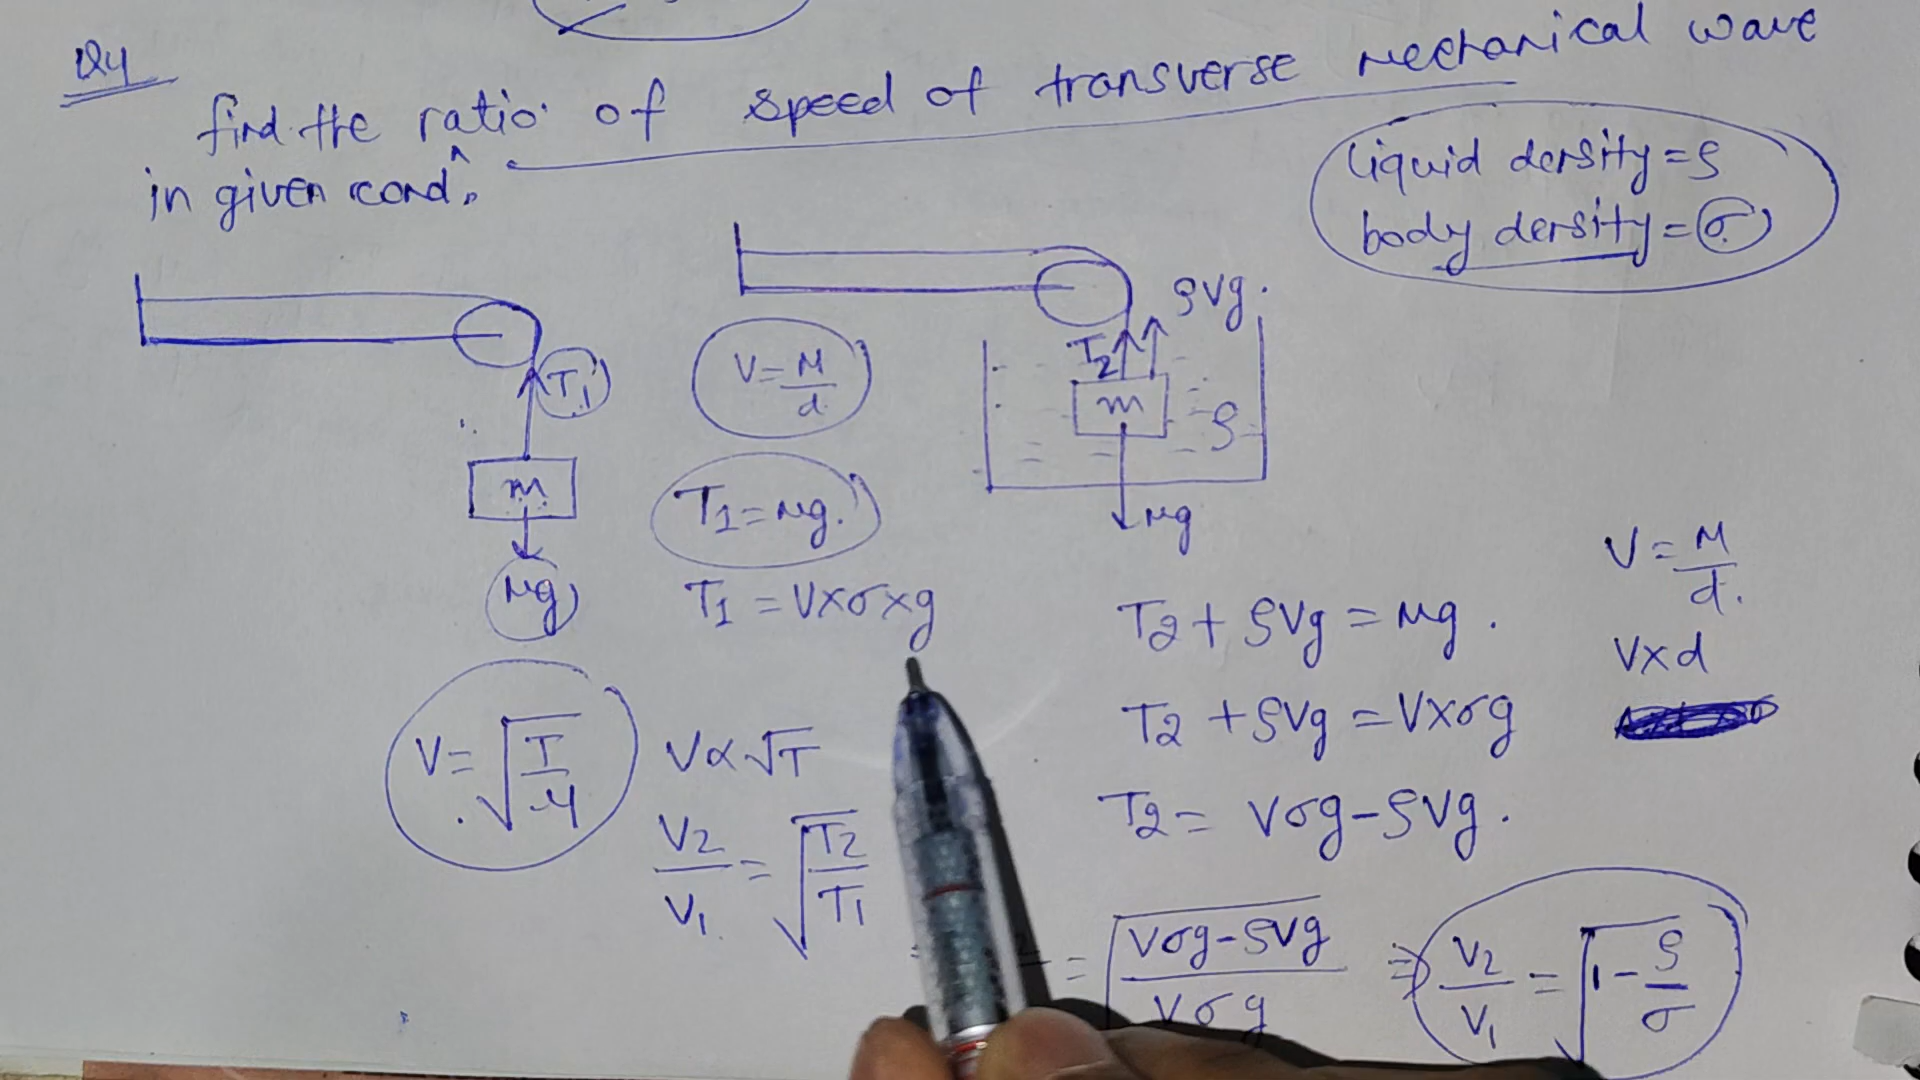 Q4
find the ratio of speed of transverse mechanical wave
in given cond^n.
liquid density = ρ
body density = σ
T1
m
Mg
V = M/d
T1 = Mg.
T1 = V×σ×g
ρVg.
T2
m
ρ
Mg
V = M/d.
V×d
T2 + ρVg = Mg.
T2 + ρVg = V×σg
T2 = Vσg - ρVg.
V = √(T/μ)
V ∝ √T
V2/V1 = √(T2/T1)
= √((Vσg - ρVg)/(Vσg)) ⇒ V2/V1 = √(1 - ρ/σ)